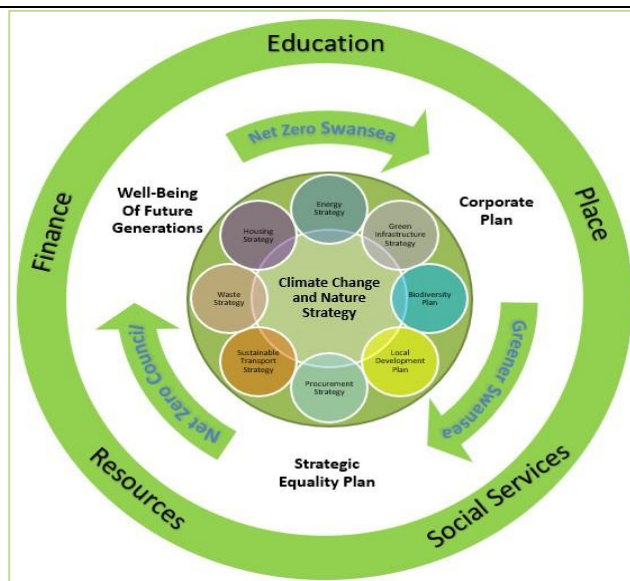 Education
Net Zero Swansea
Finance
Place
Well-Being
Of Future
Generations
Corporate
Plan
Energy
Strategy
Housing
Strategy
Green
Infrastructure
Strategy
Waste
Strategy
Climate Change
and Nature
Strategy
Biodiversity
Plan
Sustainable
Transport
Strategy
Local
Development
Plan
Procurement
Strategy
Net Zero Council
Greener Swansea
Strategic
Equality Plan
Resources
Social Services